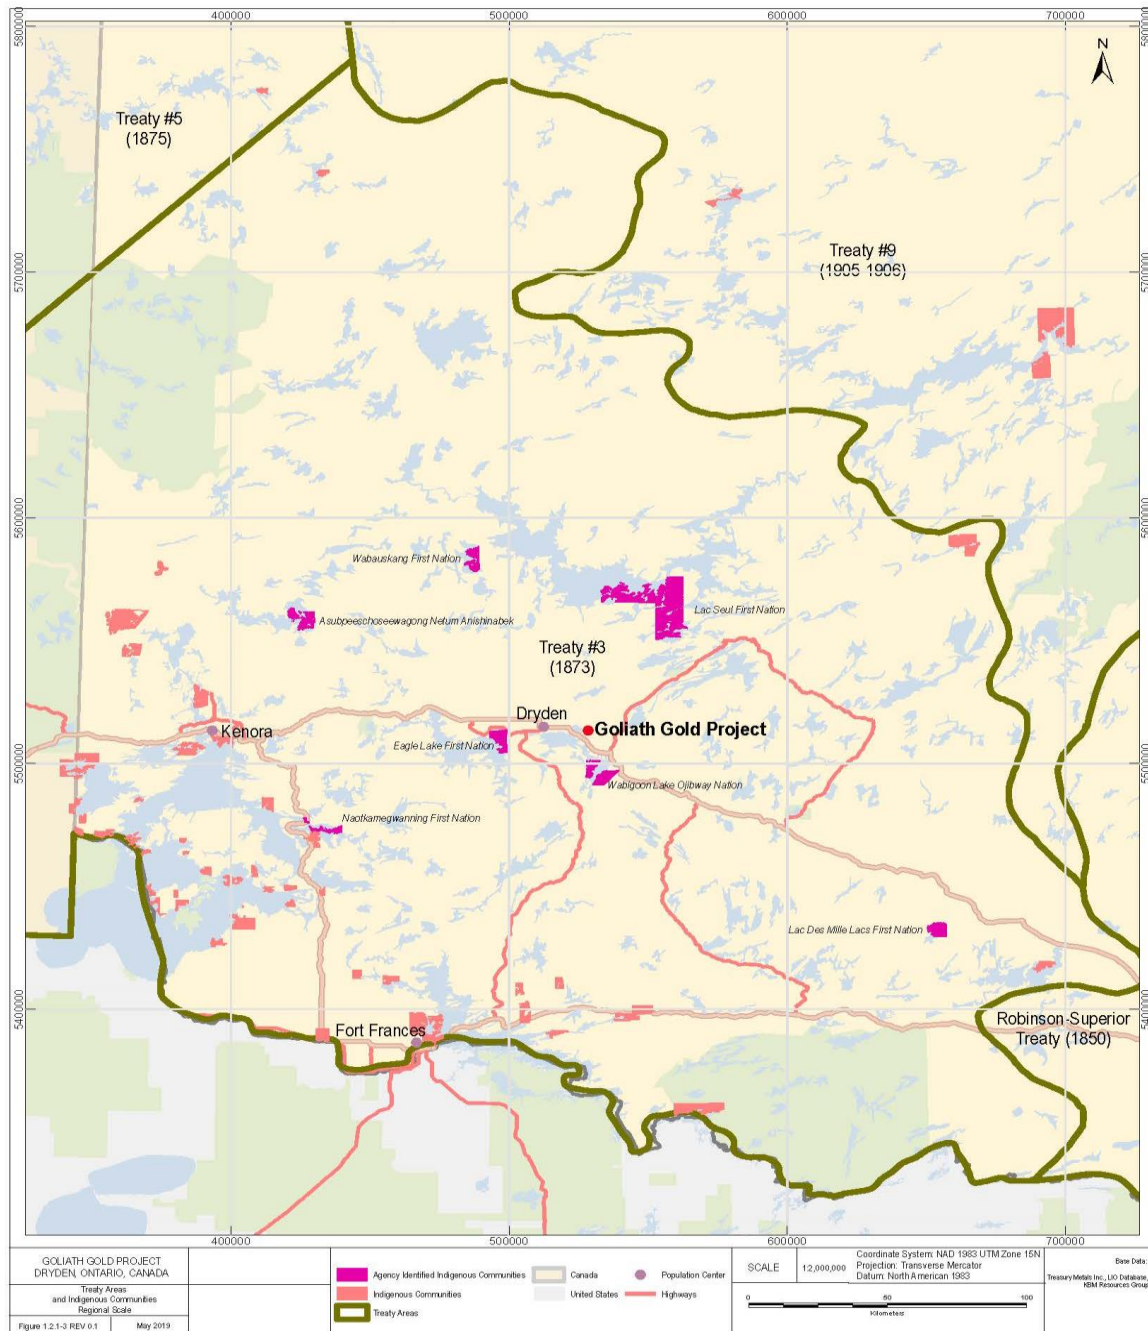 400000
500000
600000
700000
5800000
5800000
N
Treaty #5
(1875)
Treaty #9
(1905 1906)
5700000
5700000
5600000
5600000
Wabauskang First Nation
Lac Seul First Nation
Asubpeeschoseewagong Netum Anishinabek
Treaty #3
(1873)
Dryden
Kenora
Goliath Gold Project
Eagle Lake First Nation
5500000
5500000
Wabigoon Lake Ojibway Nation
Naotkamegwanning First Nation
Lac Des Mille Lacs First Nation
5400000
5400000
Fort Frances
Robinson-Superior
Treaty (1850)
400000
500000
600000
700000
GOLIATH GOLD PROJECT
DRYDEN, ONTARIO, CANADA
Treaty Areas
and Indigenous Communities
Regional Scale
Figure 1.2.1-3 REV 0.1
May 2019
Agency Identified Indigenous Communities
Indigenous Communities
Treaty Areas
Canada
United States
Population Center
Highways
SCALE
1:2,000,000
Coordinate System: NAD 1983 UTM Zone 15N
Projection: Transverse Mercator
Datum: North American 1983
0 50 100
Kilometers
Base Data:
Treasury Metals Inc., LIO Database,
KBM Resources Group